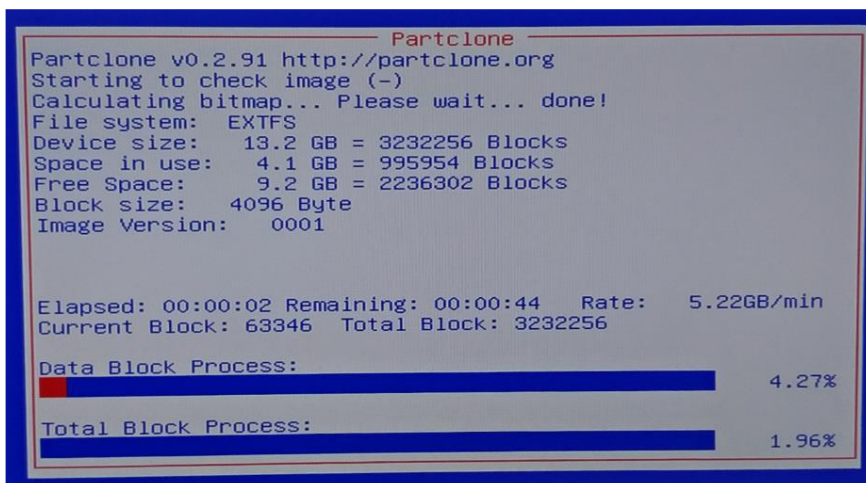 Partclone
Partclone v0.2.91 http://partclone.org
Starting to check image (-)
Calculating bitmap... Please wait... done!
File system: EXTFS
Device size: 13.2 GB = 3232256 Blocks
Space in use: 4.1 GB = 995954 Blocks
Free Space: 9.2 GB = 2236302 Blocks
Block size: 4096 Byte
Image Version: 0001
Elapsed: 00:00:02 Remaining: 00:00:44 Rate: 5.22GB/min
Current Block: 63346 Total Block: 3232256
Data Block Process:
4.27%
Total Block Process:
1.96%